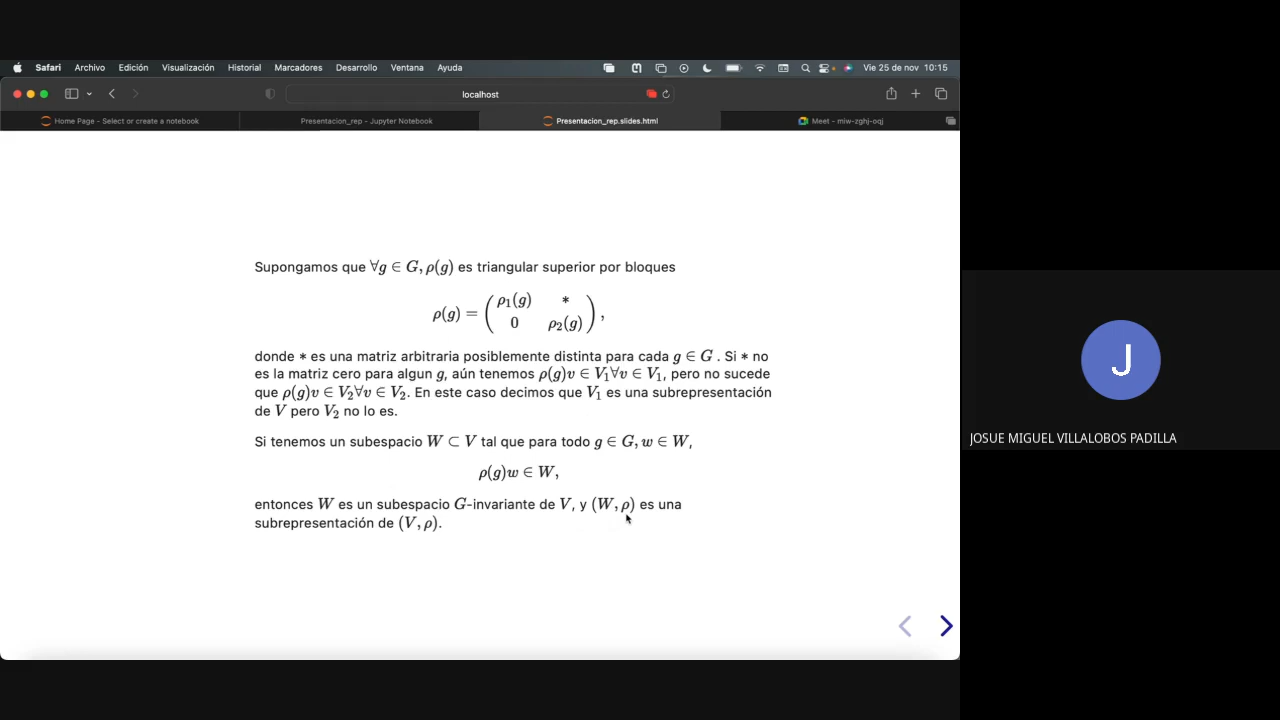 Safari Archivo Edición Visualización Historial Marcadores Desarrollo Ventana Ayuda Vie 25 de nov 10:15
localhost
Home Page - Select or create a notebook Presentacion_rep - Jupyter Notebook Presentacion_rep.slides.html Meet - miw-zghj-oqj
Supongamos que ∀g ∈ G, ρ(g) es triangular superior por bloques
ρ(g) = ( ρ₁(g) *
0 ρ₂(g) ) ,
donde * es una matriz arbitraria posiblemente distinta para cada g ∈ G . Si * no
es la matriz cero para algun g, aún tenemos ρ(g)v ∈ V₁∀v ∈ V₁, pero no sucede
que ρ(g)v ∈ V₂∀v ∈ V₂. En este caso decimos que V₁ es una subrepresentación
de V pero V₂ no lo es.
Si tenemos un subespacio W ⊂ V tal que para todo g ∈ G, w ∈ W,
ρ(g)w ∈ W,
entonces W es un subespacio G-invariante de V, y (W, ρ) es una
subrepresentación de (V, ρ).
J
JOSUE MIGUEL VILLALOBOS PADILLA